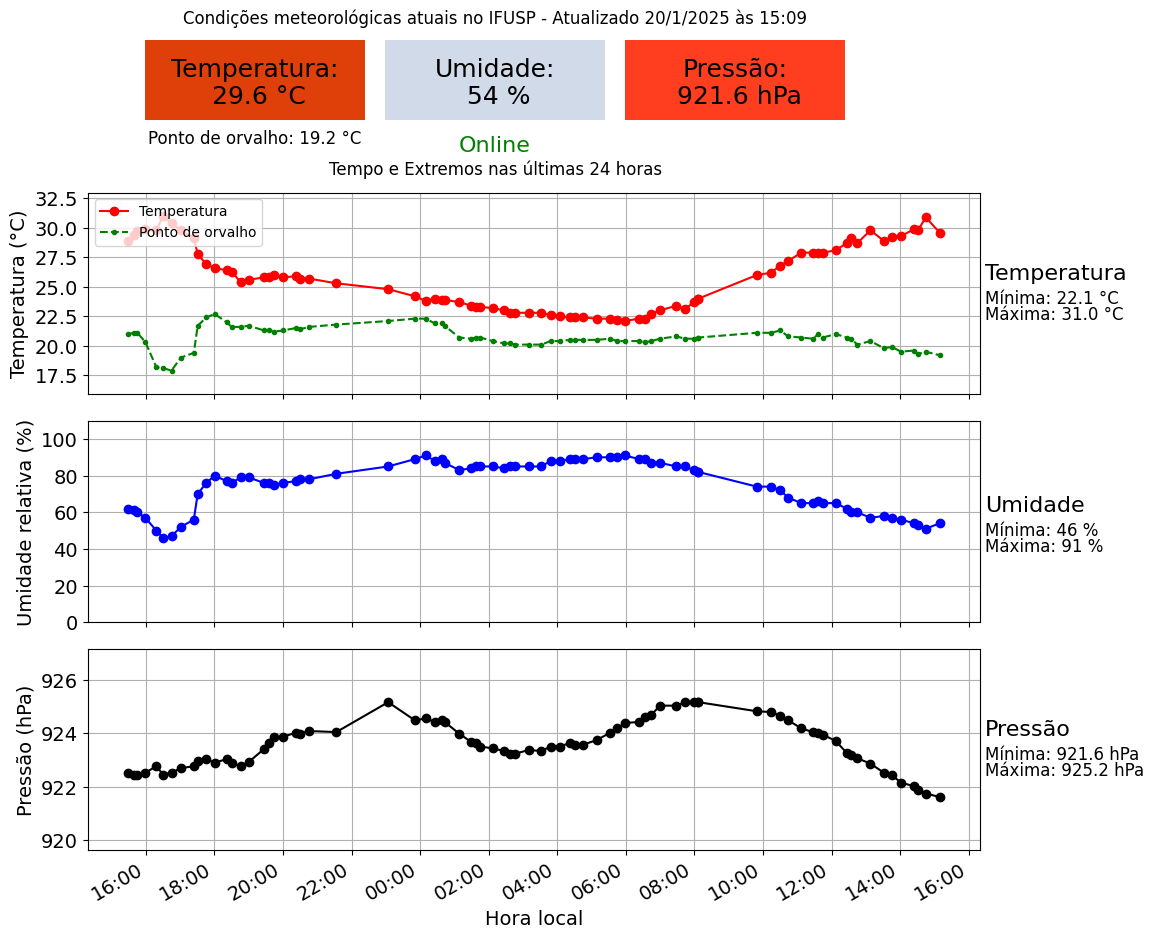 Condições meteorológicas atuais no IFUSP - Atualizado 20/1/2025 às 15:09
Temperatura:
29.6 °C
Umidade:
54 %
Pressão:
921.6 hPa
Ponto de orvalho: 19.2 °C
Online
Tempo e Extremos nas últimas 24 horas
Temperatura (°C)
32.5
30.0
27.5
25.0
22.5
20.0
17.5
Temperatura
Ponto de orvalho
Temperatura
Mínima: 22.1 °C
Máxima: 31.0 °C
Umidade relativa (%)
100
80
60
40
20
0
Umidade
Mínima: 46 %
Máxima: 91 %
Pressão (hPa)
926
924
922
920
Pressão
Mínima: 921.6 hPa
Máxima: 925.2 hPa
16:00 18:00 20:00 22:00 00:00 02:00 04:00 06:00 08:00 10:00 12:00 14:00 16:00
Hora local